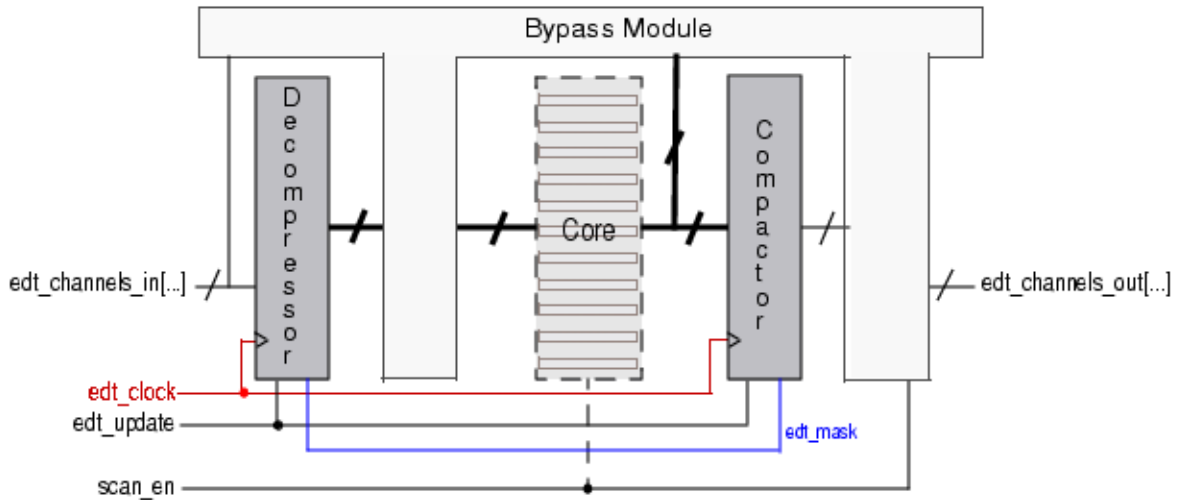 Bypass Module
Decompressor
Core
Compactor
edt_channels_in[...]
edt_channels_out[...]
edt_clock
edt_update
edt_mask
scan_en